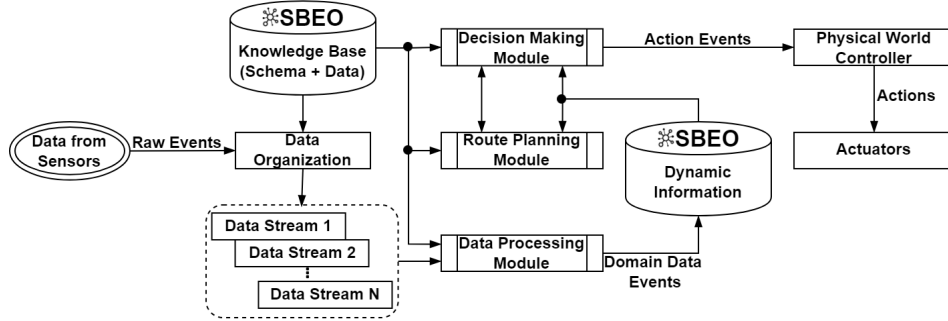 SBEO
Knowledge Base
(Schema + Data)
Decision Making
Module
Action Events
Physical World
Controller
Actions
Data from
Sensors
Raw Events
Data
Organization
Route Planning
Module
SBEO
Dynamic
Information
Actuators
Data Stream 1
Data Stream 2
Data Stream N
Data Processing
Module
Domain Data
Events